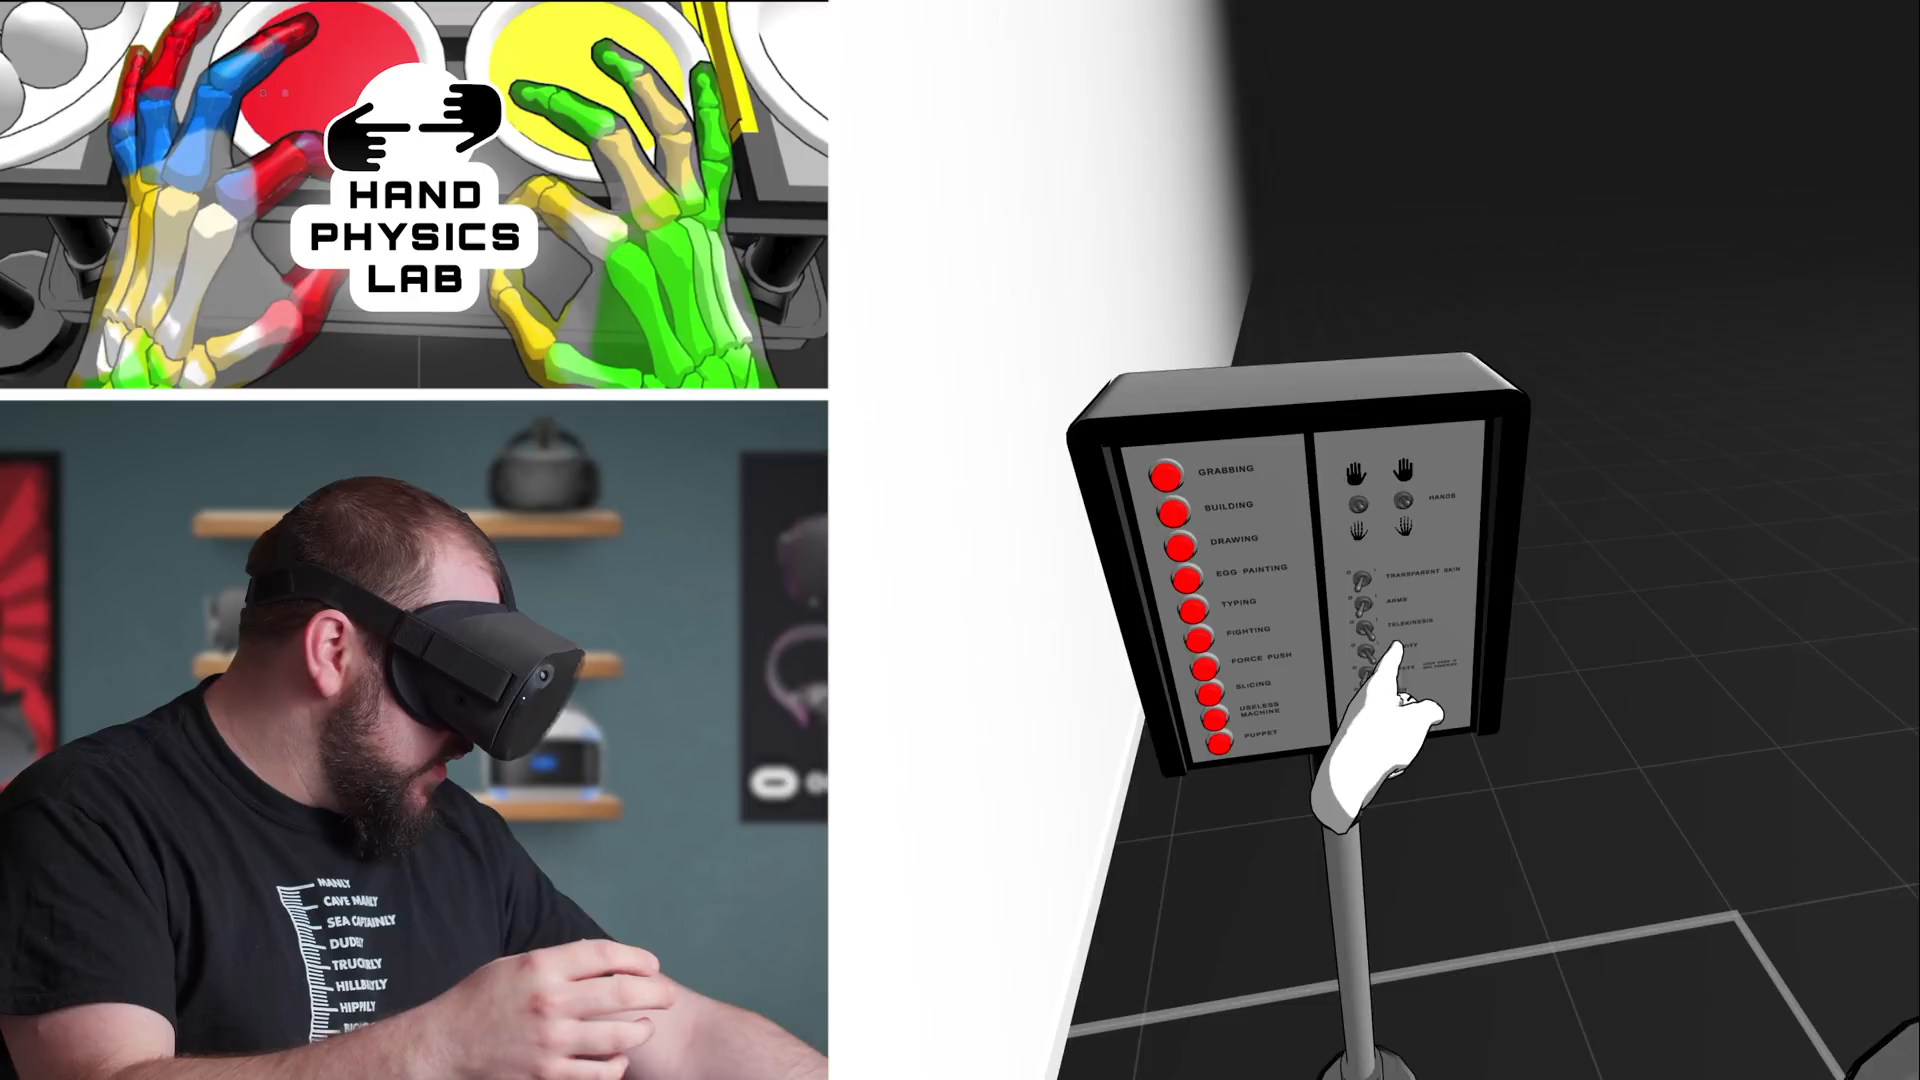 HAND
PHYSICS
LAB
MANLY
CAVE MANLY
SEA CAPTAINLY
DUDLY
TRUCKERLY
HILLBILLYLY
HIPPILY
GRABBING
BUILDING
DRAWING
EGG PAINTING
TYPING
FIGHTING
FORCE PUSH
SLICING
USELESS
MACHINE
PUPPET
HANDS
TRANSPARENT SKIN
ARMS
TELEKINESIS